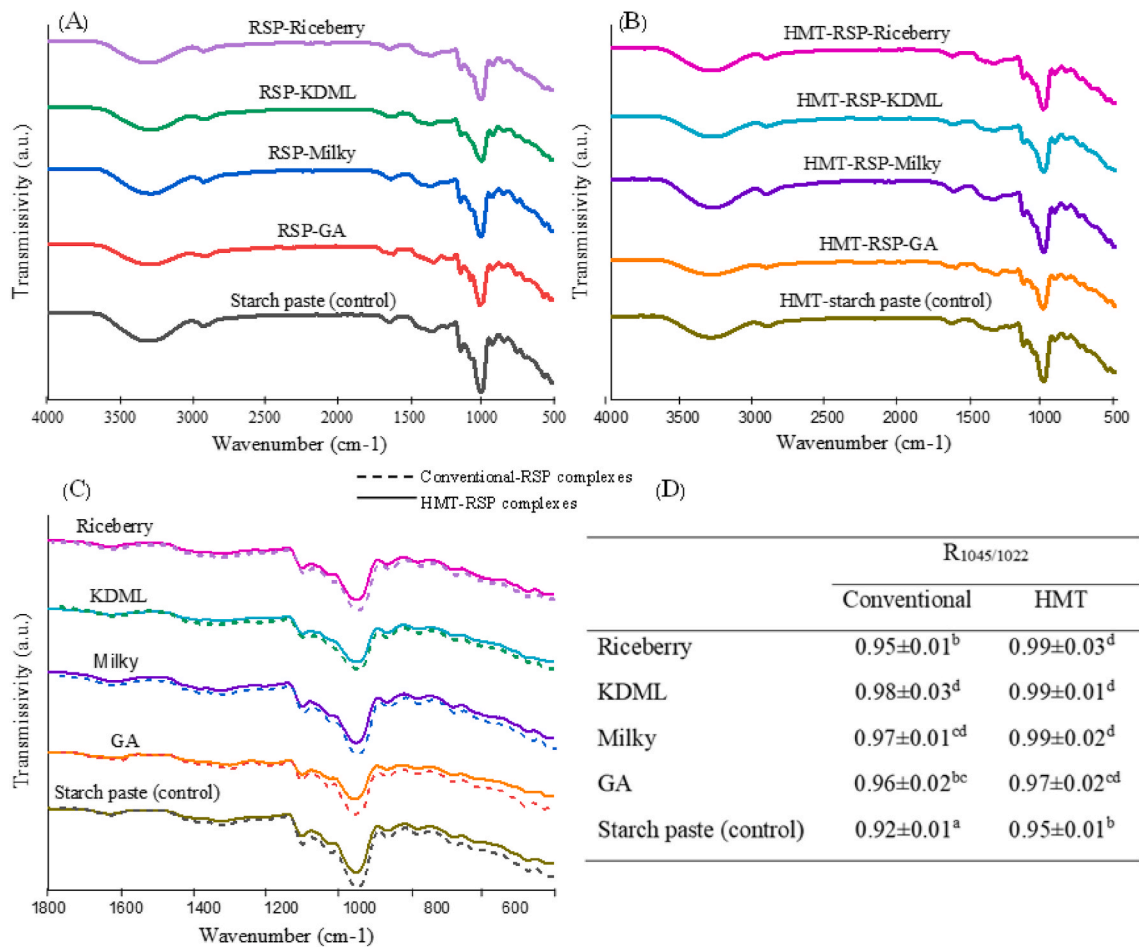 (A)
RSP-Riceberry
RSP-KDML
RSP-Milky
RSP-GA
Starch paste (control)
Transmissivity (a.u.)
4000 3500 3000 2500 2000 1500 1000 500
Wavenumber (cm-1)
(B)
HMT-RSP-Riceberry
HMT-RSP-KDML
HMT-RSP-Milky
HMT-RSP-GA
HMT-starch paste (control)
Transmissivity (a.u.)
4000 3500 3000 2500 2000 1500 1000 500
Wavenumber (cm-1)
(C)
Conventional-RSP complexes
HMT-RSP complexes
Riceberry
KDML
Milky
GA
Starch paste (control)
Transmissivity (a.u.)
1800 1600 1400 1200 1000 800 600
Wavenumber (cm-1)
(D)
R1045/1022
Conventional HMT
Riceberry 0.95±0.01b 0.99±0.03d
KDML 0.98±0.03d 0.99±0.01d
Milky 0.97±0.01cd 0.99±0.02d
GA 0.96±0.02bc 0.97±0.02cd
Starch paste (control) 0.92±0.01a 0.95±0.01b